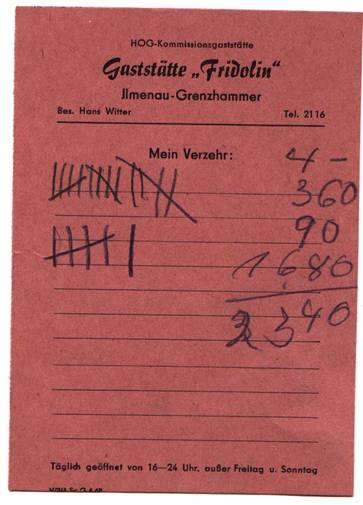 HOG-Kommissionsgaststätte
Gaststätte „Fridolin“
Ilmenau-Grenzhammer
Bes. Hans Witter Tel. 2116
Mein Verzehr: 4 –
360
90
1680
2340
Täglich geöffnet von 16—24 Uhr, außer Freitag u. Sonntag